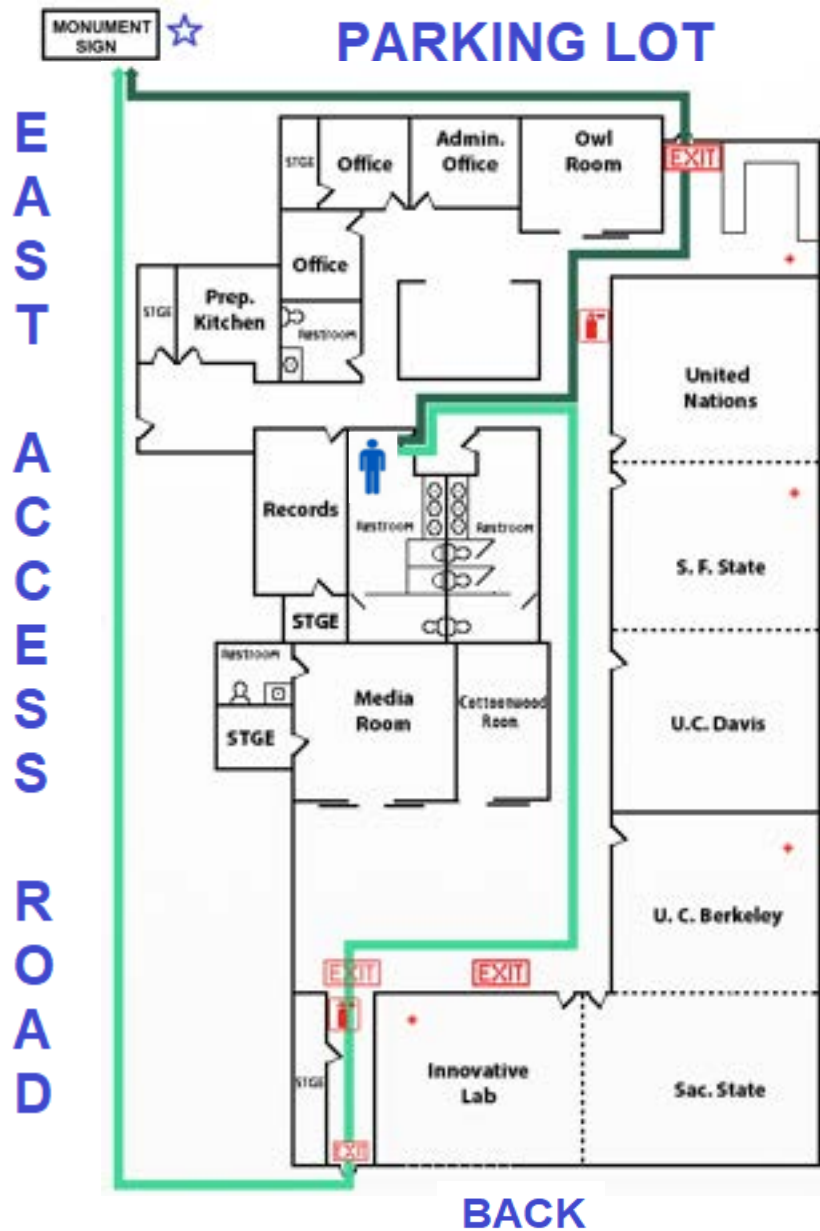 MONUMENT
SIGN
PARKING LOT
EAST ACCESS ROAD
STGE
Office
Admin.
Office
Owl
Room
EXIT
Office
STGE
Prep.
Kitchen
Restroom
United
Nations
Records
Restroom
Restroom
S. F. State
STGE
Restroom
Media
Room
Cottonwood
Room
STGE
U.C. Davis
U. C. Berkeley
EXIT
EXIT
STGE
Innovative
Lab
Sac. State
EXIT
BACK